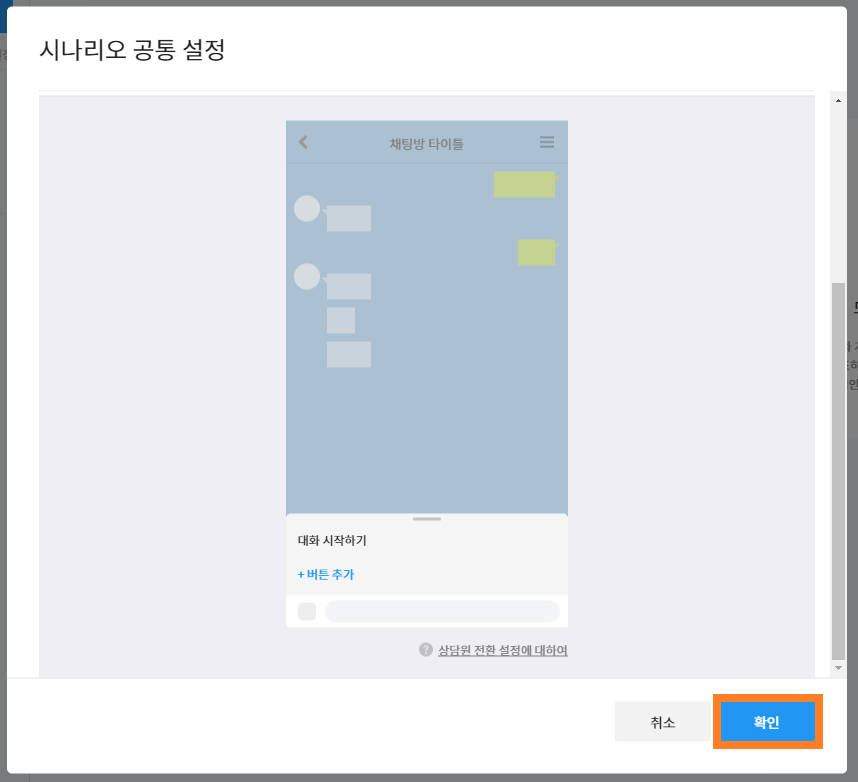 시나리오 공통 설정
채팅방 타이틀
대화 시작하기
+ 버튼 추가
? 상담원 전환 설정에 대하여
취소
확인